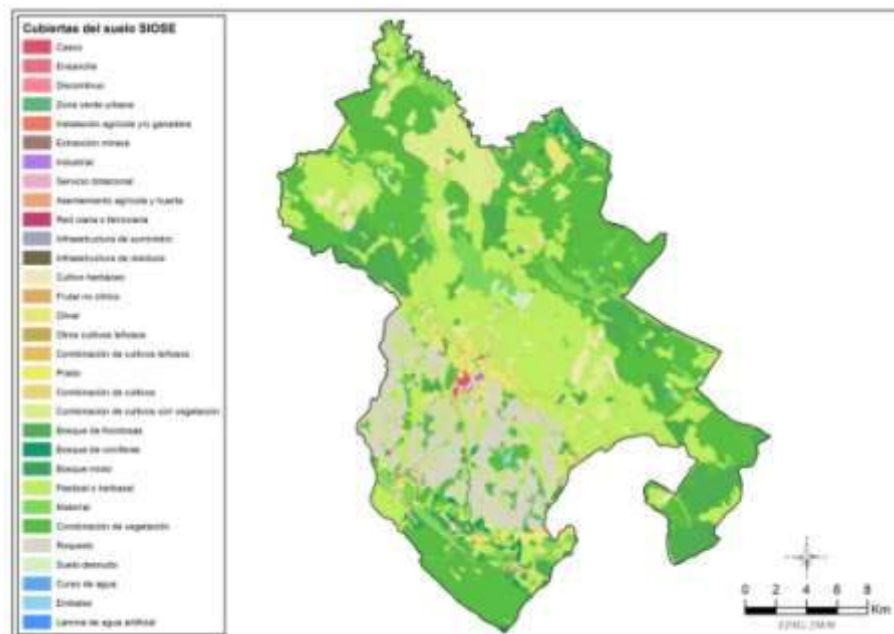 Cubiertas del suelo SIOSE
Casco
Ensanche
Discontinuo
Zona verde urbana
Instalación agrícola y/o ganadera
Extracción minera
Industrial
Servicio dotacional
Asentamiento agrícola y huerta
Red viaria o ferroviaria
Infraestructura de suministro
Infraestructura de residuos
Cultivo herbáceo
Frutal no cítrico
Olivar
Otros cultivos leñosos
Combinación de cultivos leñosos
Prado
Combinación de cultivos
Combinación de cultivos con vegetación
Bosque de frondosas
Bosque de coníferas
Bosque mixto
Pastizal o herbazal
Matorral
Combinación de vegetación
Roquedo
Suelo desnudo
Curso de agua
Embalse
Lámina de agua artificial
0 2 4 6 8
Km